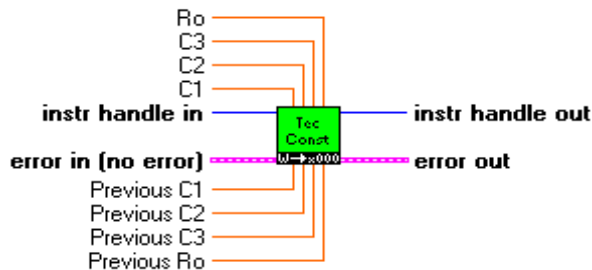 Ro
C3
C2
C1
instr handle in
instr handle out
Tec
Const
error in (no error)
W→x000
error out
Previous C1
Previous C2
Previous C3
Previous Ro